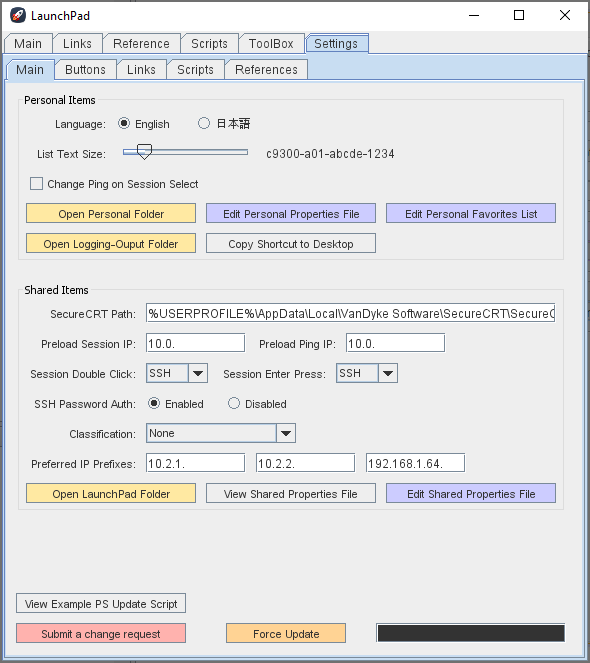 LaunchPad
Main Links Reference Scripts ToolBox Settings
Main Buttons Links Scripts References
Personal Items
Language: English 日本語
List Text Size: c9300-a01-abcde-1234
Change Ping on Session Select
Open Personal Folder Edit Personal Properties File Edit Personal Favorites List
Open Logging-Ouput Folder Copy Shortcut to Desktop
Shared Items
SecureCRT Path: %USERPROFILE%\AppData\Local\VanDyke Software\SecureCRT\SecureC
Preload Session IP: 10.0. Preload Ping IP: 10.0.
Session Double Click: SSH Session Enter Press: SSH
SSH Password Auth: Enabled Disabled
Classification: None
Preferred IP Prefixes: 10.2.1. 10.2.2. 192.168.1.64.
Open LaunchPad Folder View Shared Properties File Edit Shared Properties File
View Example PS Update Script
Submit a change request Force Update